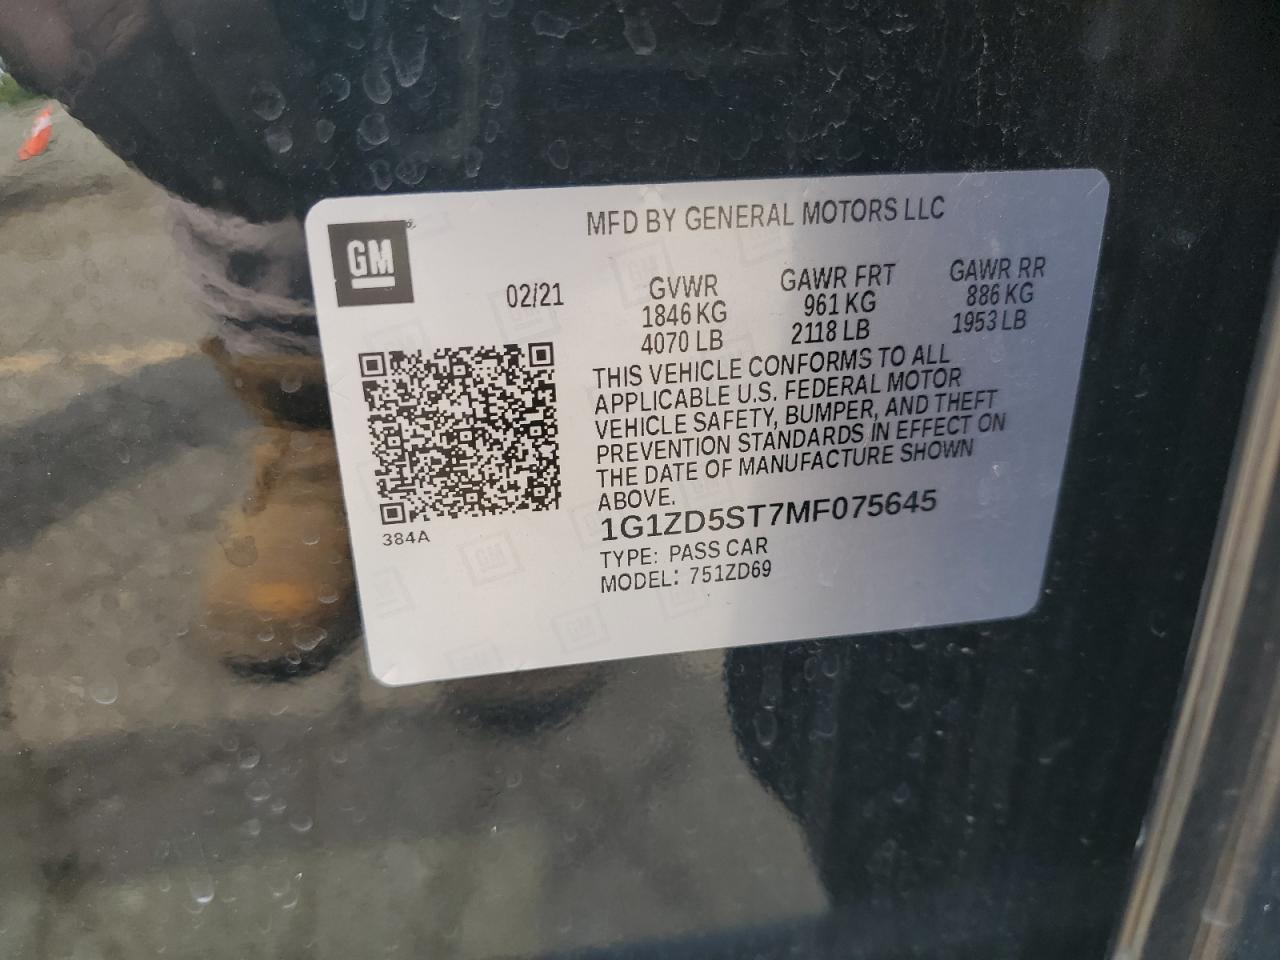 MFD BY GENERAL MOTORS LLC
GM
02/21
GVWR
1846 KG
4070 LB
GAWR FRT
961 KG
2118 LB
GAWR RR
886 KG
1953 LB
THIS VEHICLE CONFORMS TO ALL
APPLICABLE U.S. FEDERAL MOTOR
VEHICLE SAFETY, BUMPER, AND THEFT
PREVENTION STANDARDS IN EFFECT ON
THE DATE OF MANUFACTURE SHOWN
ABOVE.
384A
1G1ZD5ST7MF075645
TYPE: PASS CAR
MODEL: 751ZD69